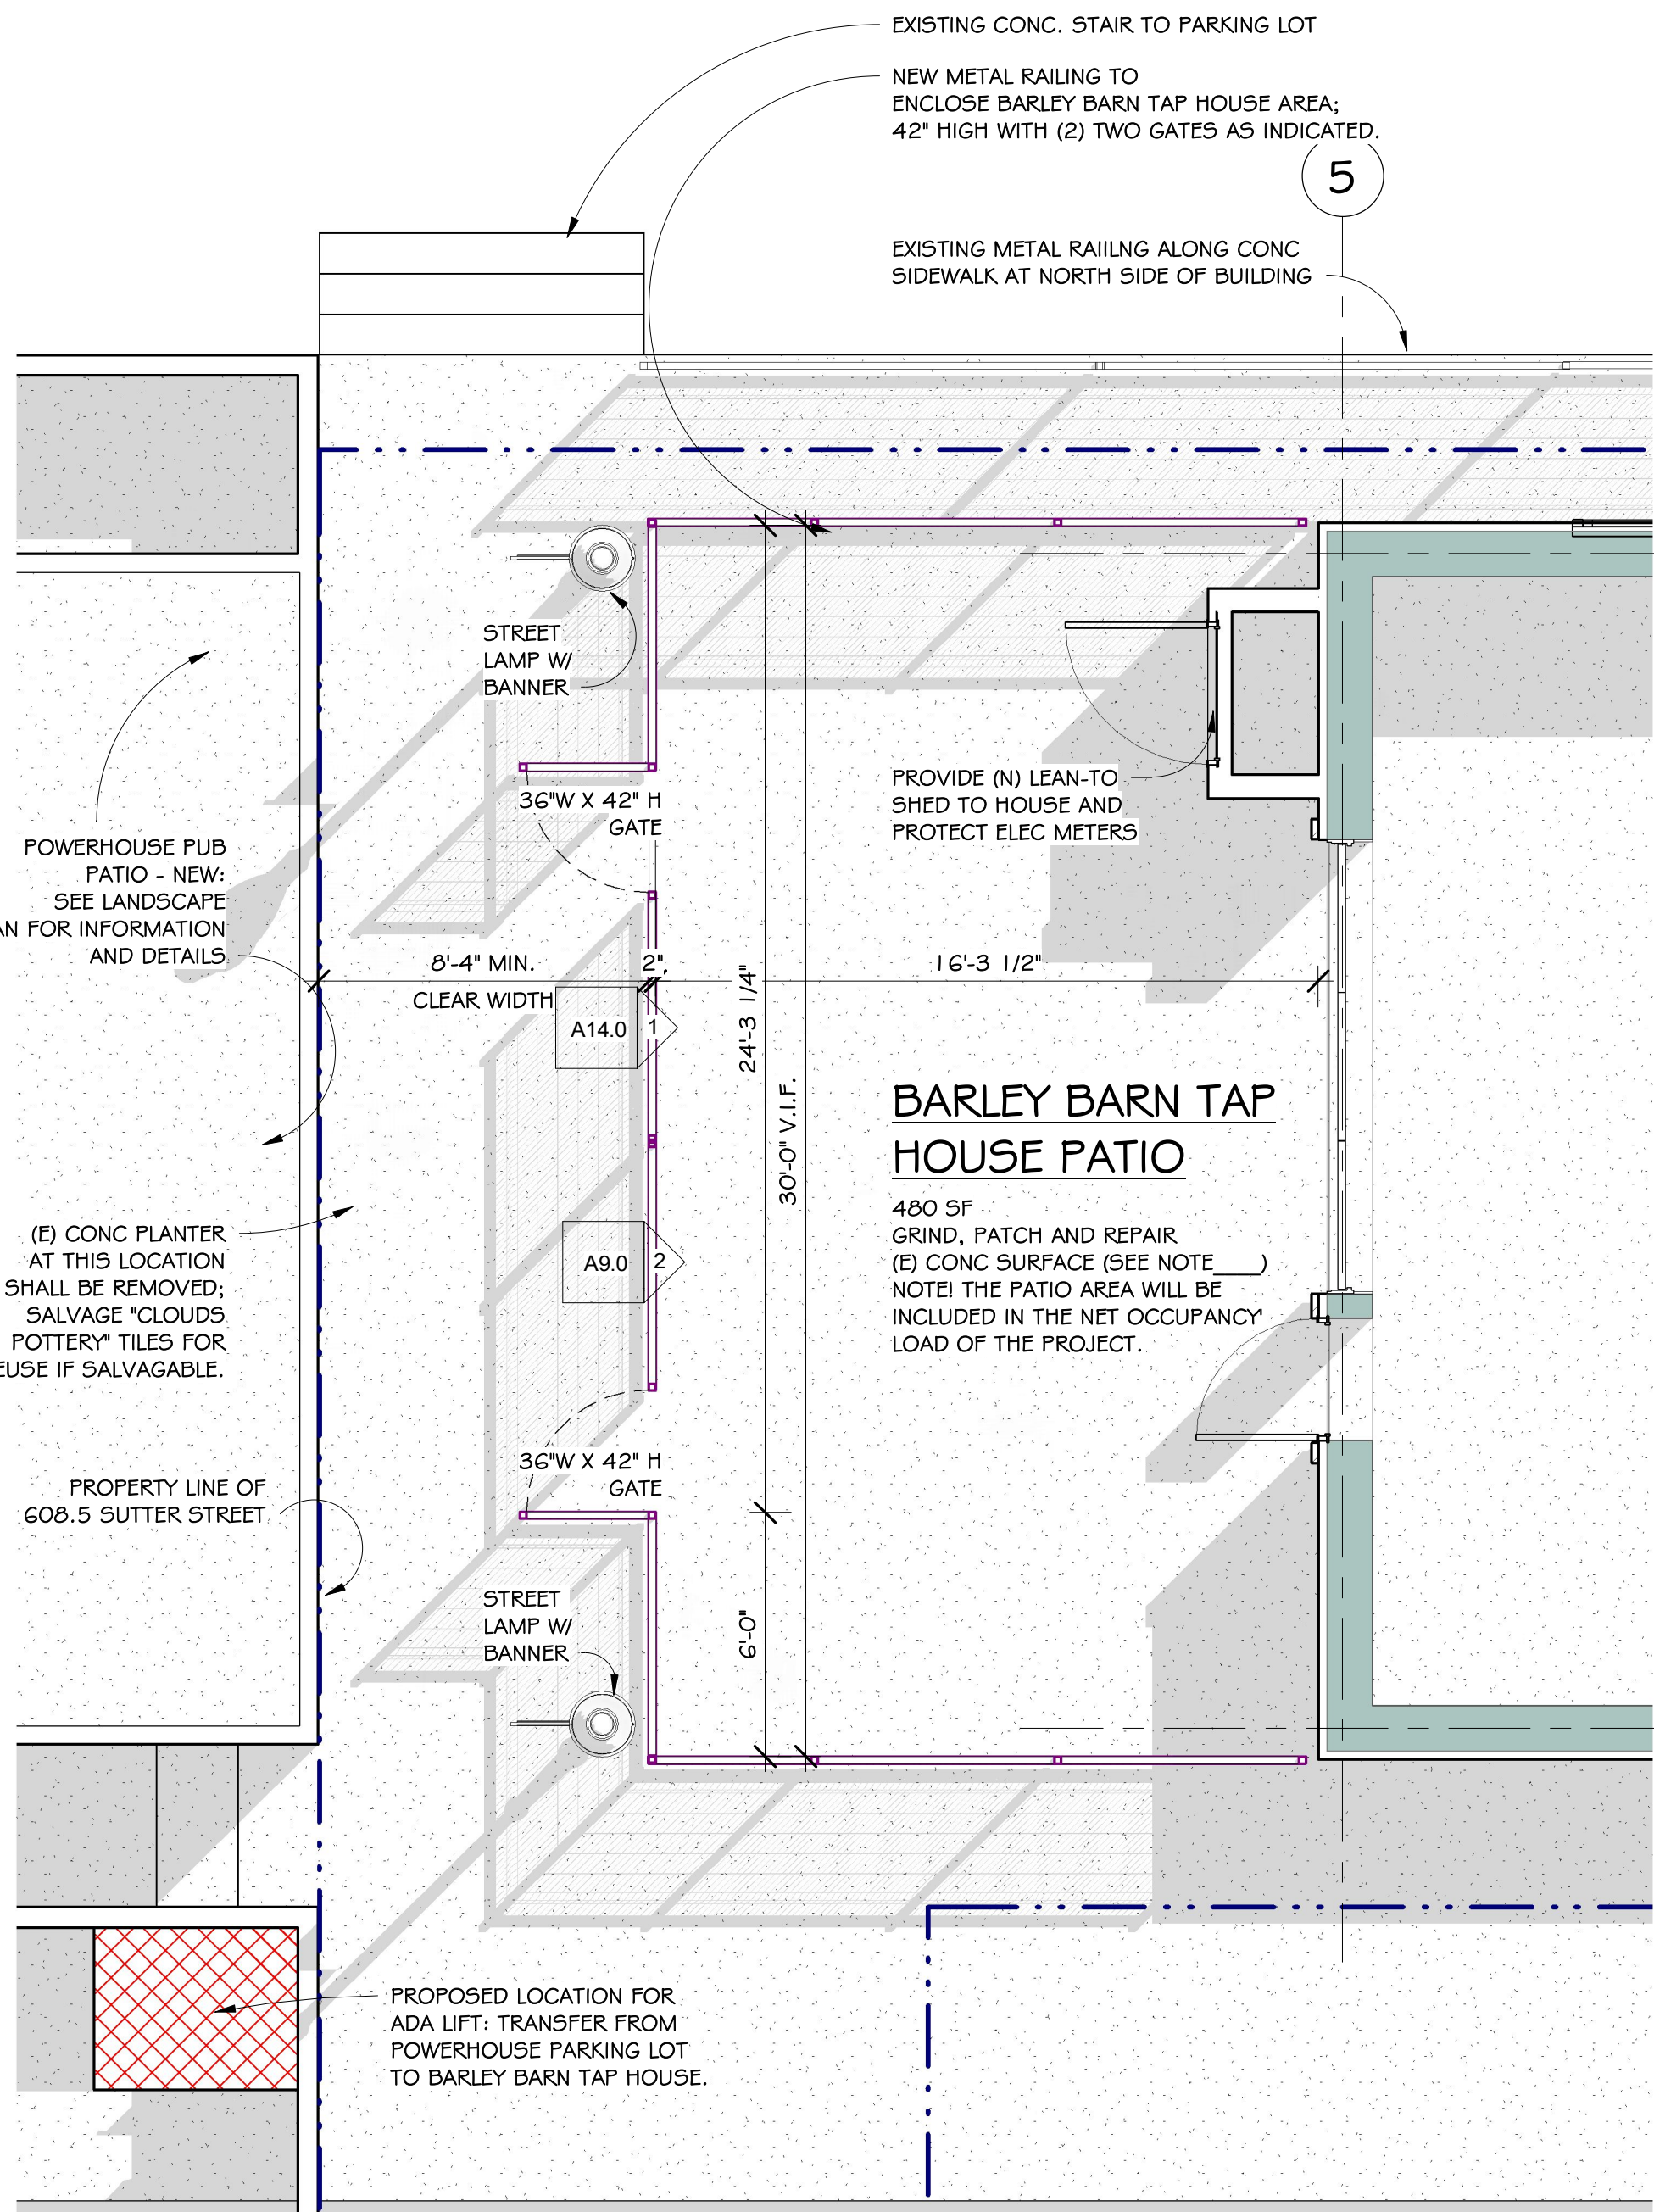 EXISTING CONC. STAIR TO PARKING LOT
NEW METAL RAILING TO
ENCLOSE BARLEY BARN TAP HOUSE AREA;
42" HIGH WITH (2) TWO GATES AS INDICATED.
5
EXISTING METAL RAIILNG ALONG CONC
SIDEWALK AT NORTH SIDE OF BUILDING
STREET
LAMP W/
BANNER
36"W X 42" H
GATE
PROVIDE (N) LEAN-TO
SHED TO HOUSE AND
PROTECT ELEC METERS
POWERHOUSE PUB
PATIO - NEW:
SEE LANDSCAPE
FOR INFORMATION
AND DETAILS
8'-4" MIN.
CLEAR WIDTH
2"
16'-3 1/2"
A14.0
1
24'-3 1/4"
30'-0" V.I.F.
BARLEY BARN TAP
HOUSE PATIO
480 SF
GRIND, PATCH AND REPAIR
(E) CONC SURFACE (SEE NOTE____)
NOTE! THE PATIO AREA WILL BE
INCLUDED IN THE NET OCCUPANCY
LOAD OF THE PROJECT.
A9.0
2
(E) CONC PLANTER
AT THIS LOCATION
SHALL BE REMOVED;
SALVAGE "CLOUDS
POTTERY" TILES FOR
IF SALVAGABLE.
36"W X 42" H
GATE
PROPERTY LINE OF
608.5 SUTTER STREET
STREET
LAMP W/
BANNER
6'-0"
PROPOSED LOCATION FOR
ADA LIFT: TRANSFER FROM
POWERHOUSE PARKING LOT
TO BARLEY BARN TAP HOUSE.